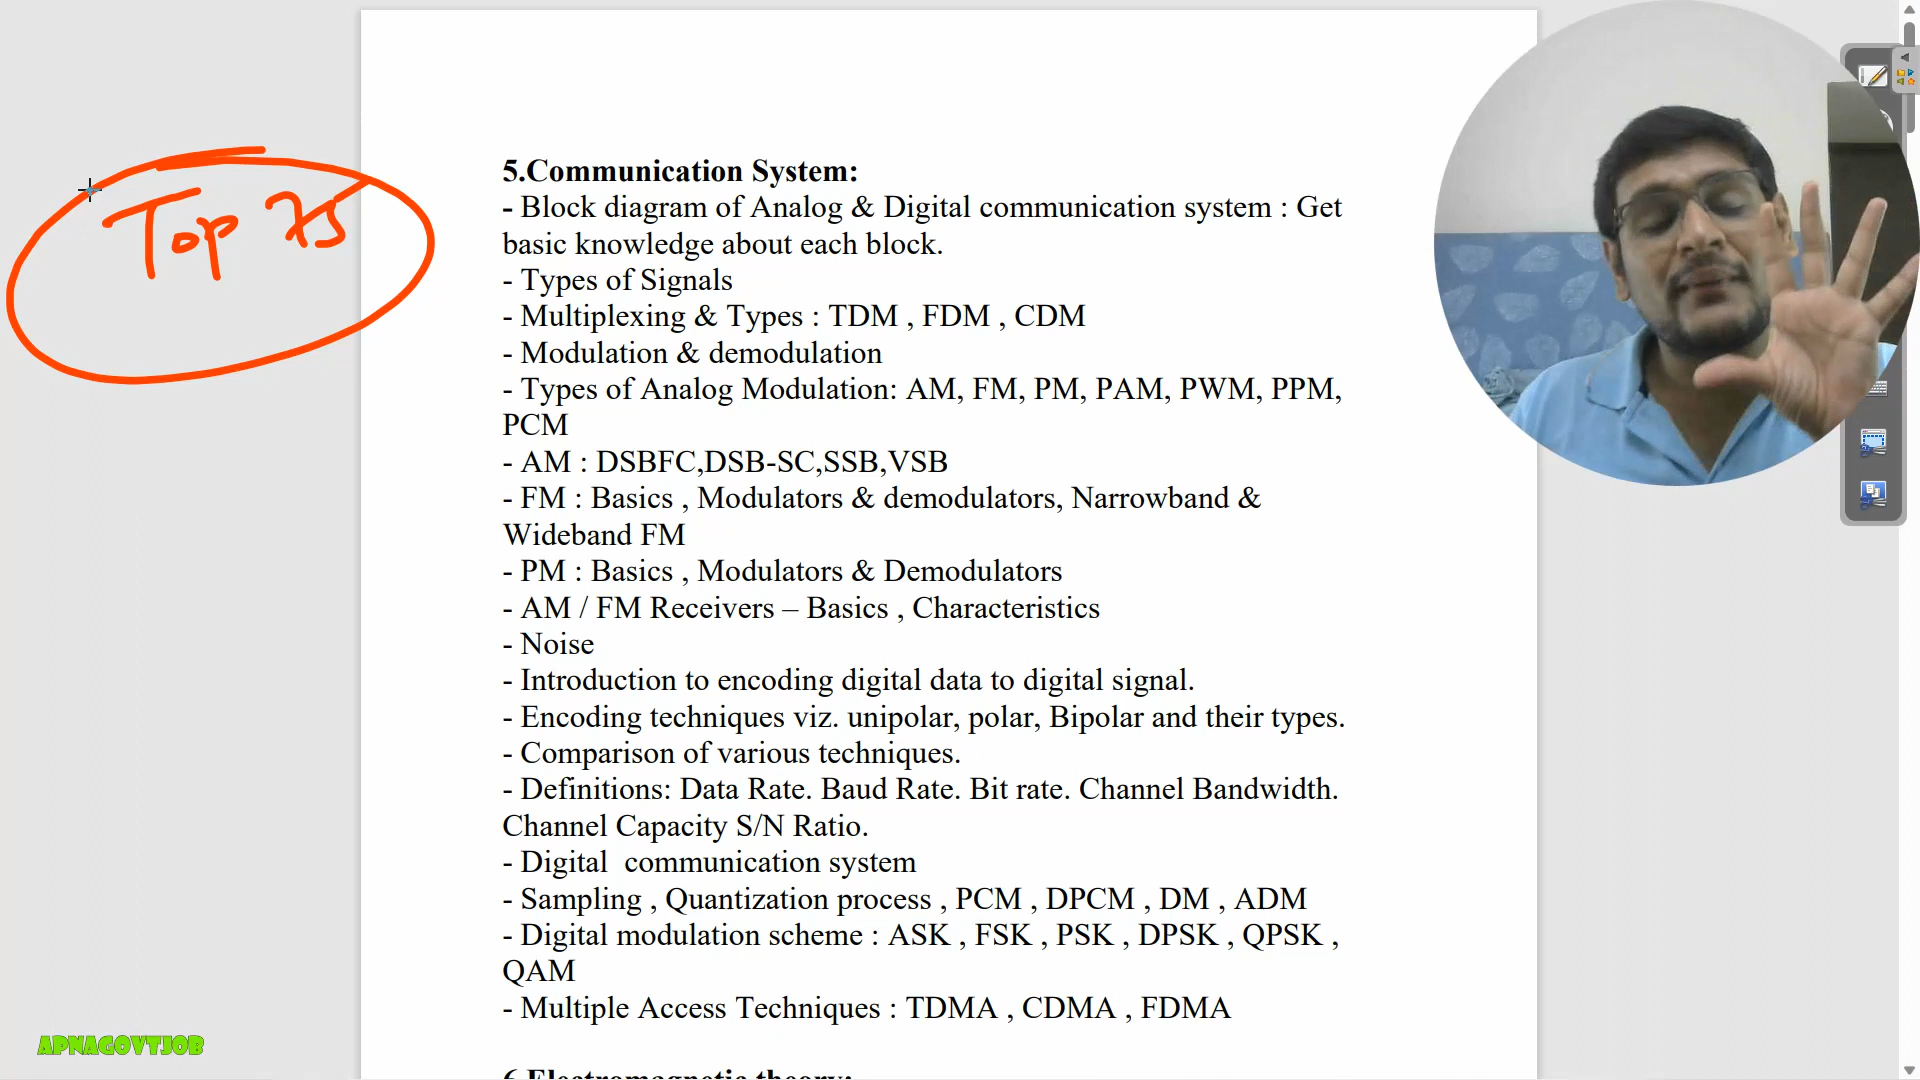 Top 75
5.Communication System:
- Block diagram of Analog & Digital communication system : Get
basic knowledge about each block.
- Types of Signals
- Multiplexing & Types : TDM , FDM , CDM
- Modulation & demodulation
- Types of Analog Modulation: AM, FM, PM, PAM, PWM, PPM,
PCM
- AM : DSBFC,DSB-SC,SSB,VSB
- FM : Basics , Modulators & demodulators, Narrowband &
Wideband FM
- PM : Basics , Modulators & Demodulators
- AM / FM Receivers – Basics , Characteristics
- Noise
- Introduction to encoding digital data to digital signal.
- Encoding techniques viz. unipolar, polar, Bipolar and their types.
- Comparison of various techniques.
- Definitions: Data Rate. Baud Rate. Bit rate. Channel Bandwidth.
Channel Capacity S/N Ratio.
- Digital  communication system
- Sampling , Quantization process , PCM , DPCM , DM , ADM
- Digital modulation scheme : ASK , FSK , PSK , DPSK , QPSK ,
QAM
- Multiple Access Techniques : TDMA , CDMA , FDMA
6.Electromagnetic theory:
APNAGOVTJOB